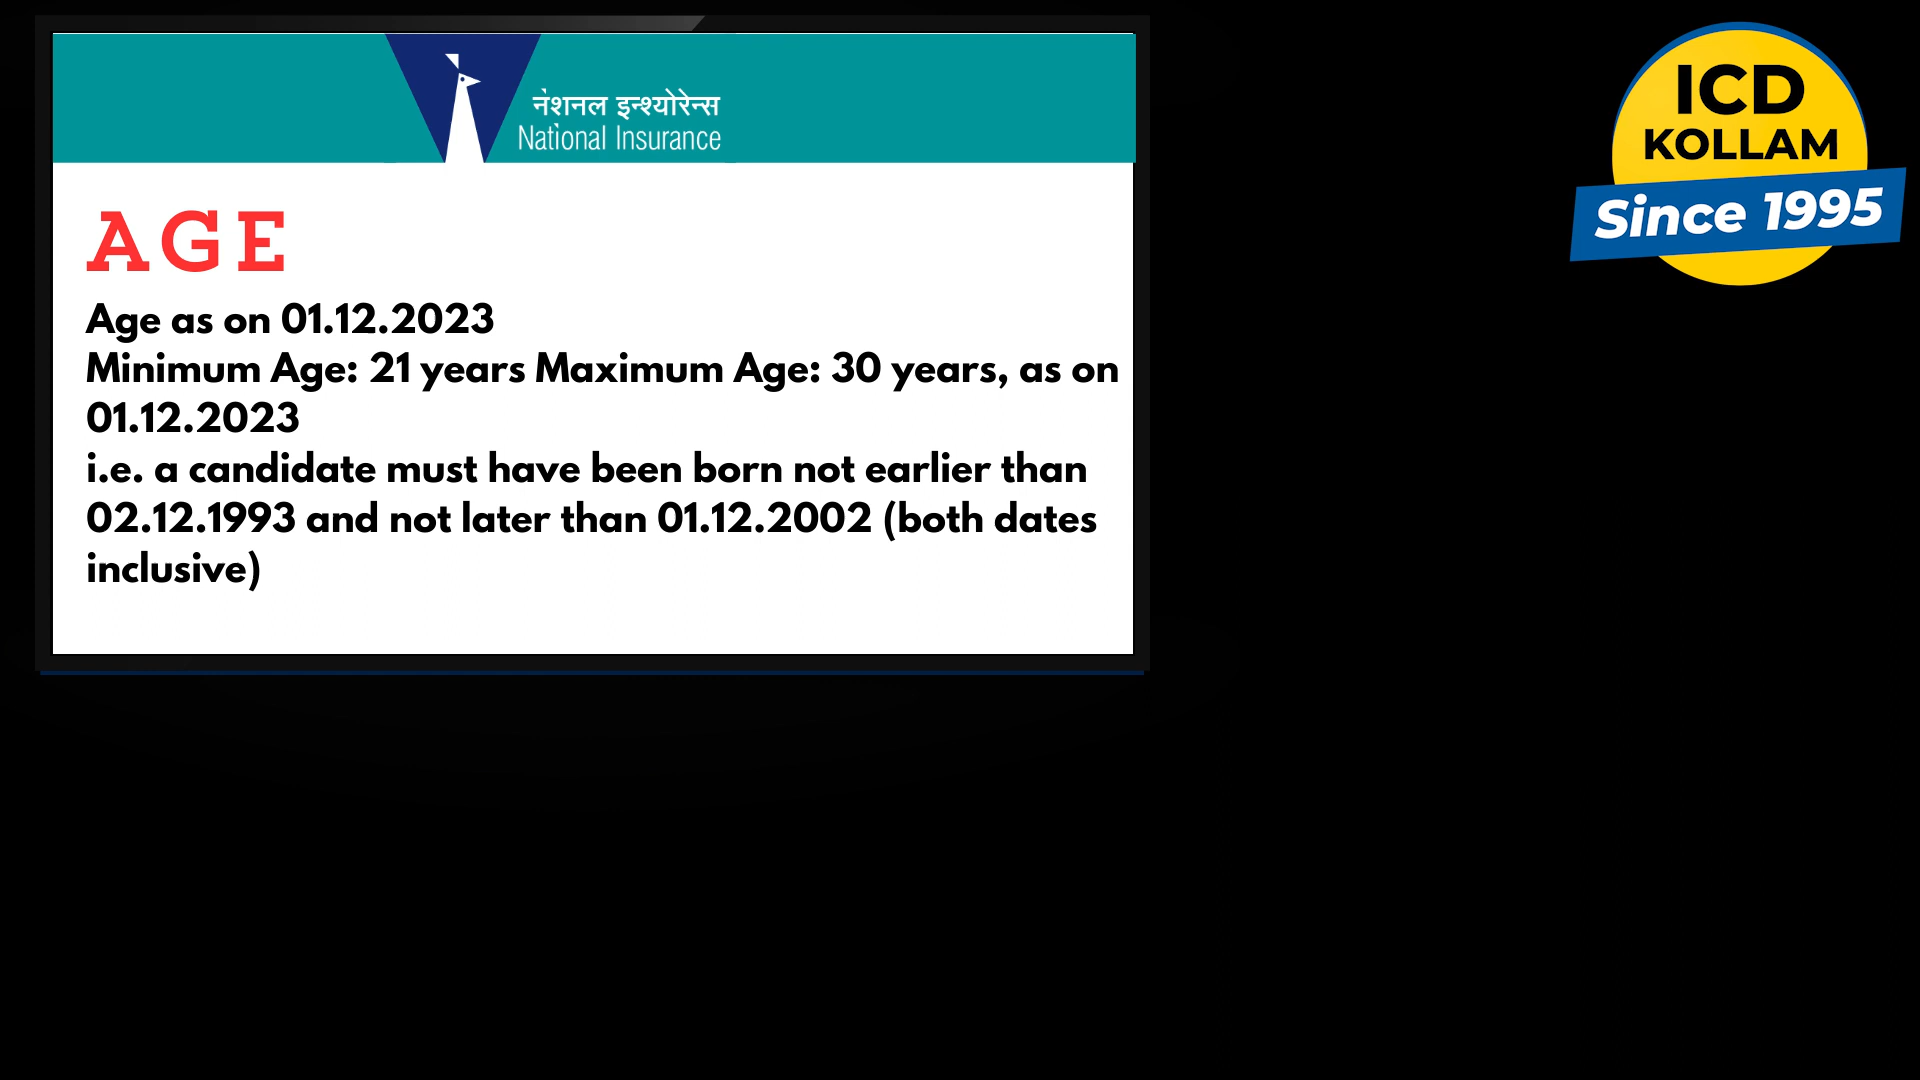 नेशनल इन्श्योरेन्स
National Insurance
AGE
Age as on 01.12.2023
Minimum Age: 21 years Maximum Age: 30 years, as on
01.12.2023
i.e. a candidate must have been born not earlier than
02.12.1993 and not later than 01.12.2002 (both dates
inclusive)
ICD
KOLLAM
Since 1995